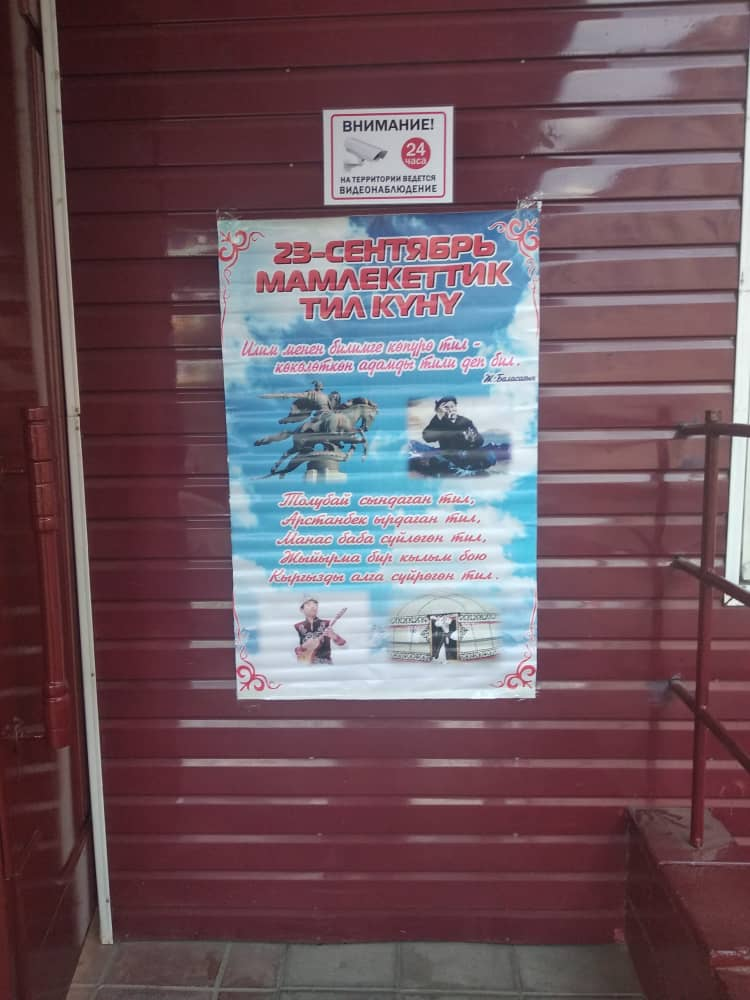 ВНИМАНИЕ!
24
часа
НА ТЕРРИТОРИИ ВЕДЕТСЯ
ВИДЕОНАБЛЮДЕНИЕ
23-СЕНТЯБРЬ
МАМЛЕКЕТТИК
ТИЛ КҮНҮ
Илим менен билимге көпүрө тил -
көкөлөткөн адамды тили деп бил.
Ж. Баласагын
Толубай сындаган тил,
Арстанбек ырдаган тил,
Манас баба сүйлөгөн тил,
Жыйырма бир кылым бою
Кыргызды алга сүйрөгөн тил.